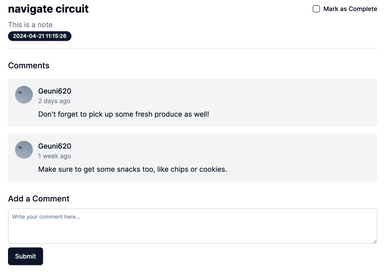 navigate circuit
Mark as Complete
This is a note
2024-04-21 11:15:26
Comments
Geuni620
2 days ago
Don't forget to pick up some fresh produce as well!
Geuni620
1 week ago
Make sure to get some snacks too, like chips or cookies.
Add a Comment
Write your comment here...
Submit